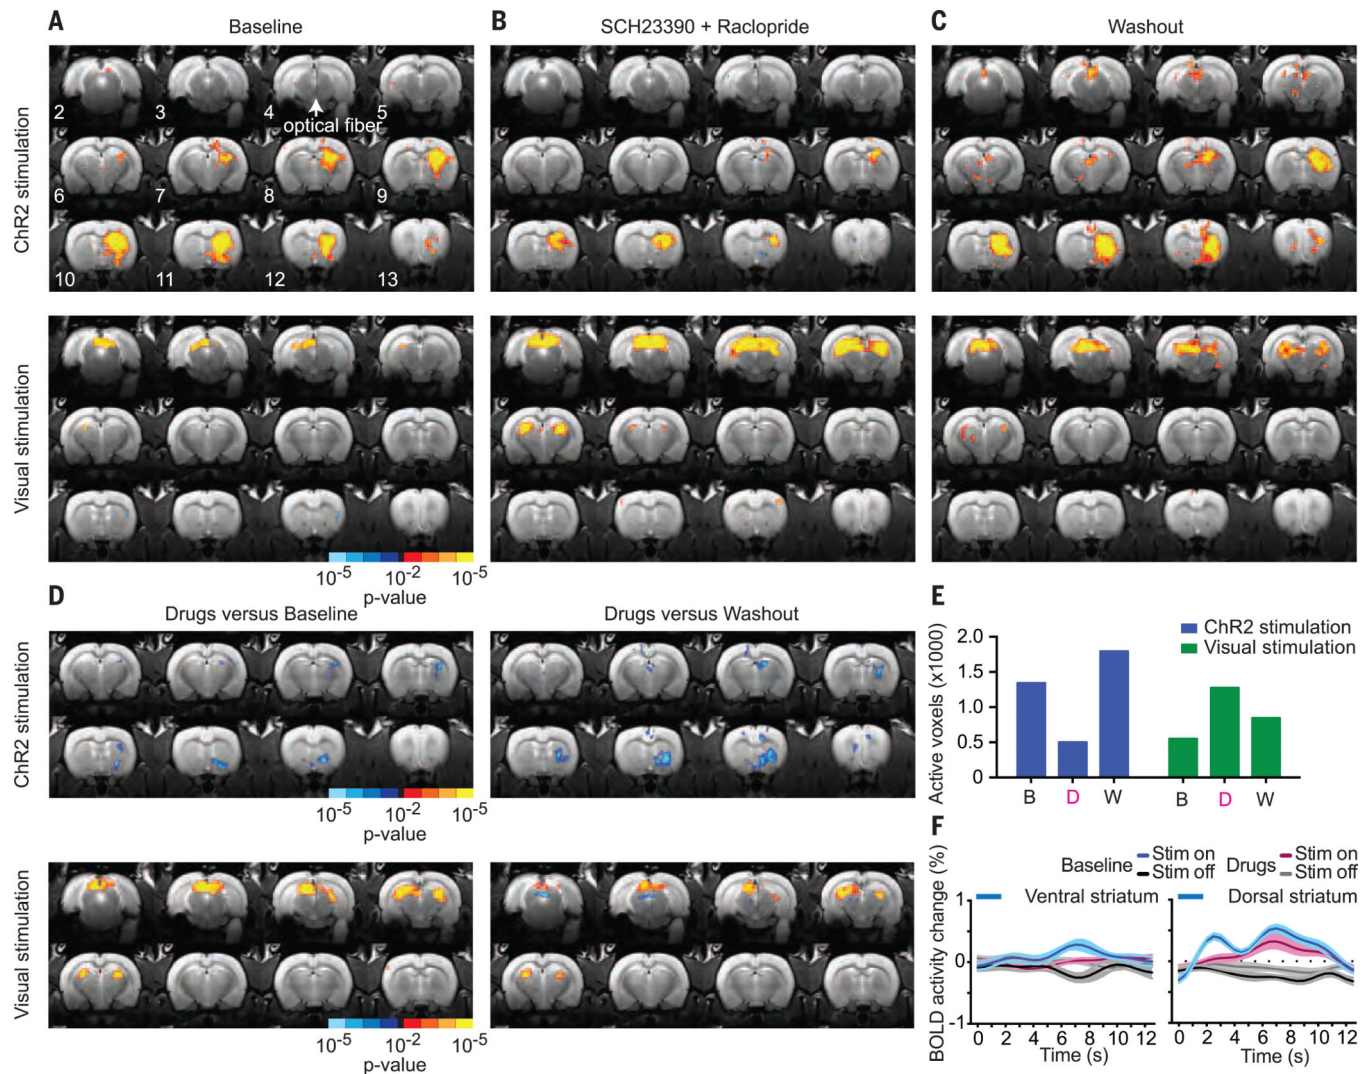 A
Baseline
B
SCH23390 + Raclopride
C
Washout
ChR2 stimulation
2
3
4
5
optical fiber
6
7
8
9
10
11
12
13
Visual stimulation
10-5
10-2
10-5
p-value
D
Drugs versus Baseline
Drugs versus Washout
ChR2 stimulation
10-5
10-2
10-5
p-value
Visual stimulation
10-5
10-2
10-5
p-value
E
ChR2 stimulation
Visual stimulation
Active voxels (x1000)
2.0
1.5
1.0
0.5
0
B
D
W
B
D
W
F
Baseline
Stim on
Stim off
Drugs
Stim on
Stim off
BOLD activity change (%)
Ventral striatum
Dorsal striatum
1
0
-1
0 2 4 6 8 10 12
0 2 4 6 8 10 12
Time (s)
Time (s)